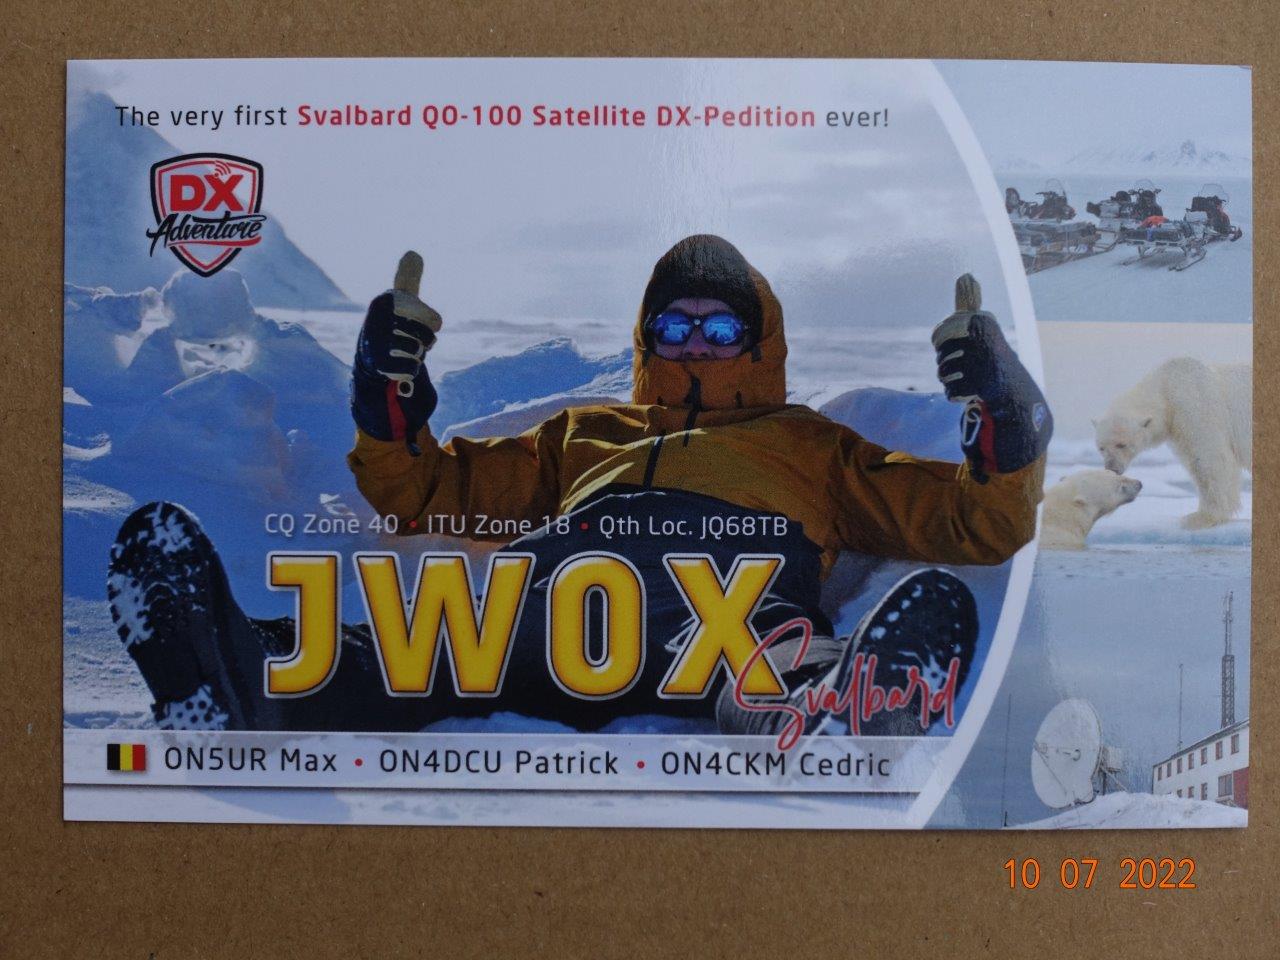 The very first Svalbard QO-100 Satellite DX-Pedition ever!
DX
Adventure
CQ Zone 40 • ITU Zone 18 • Qth Loc. JQ68TB
JW0X
Svalbard
ON5UR Max • ON4DCU Patrick • ON4CKM Cedric
10 07 2022